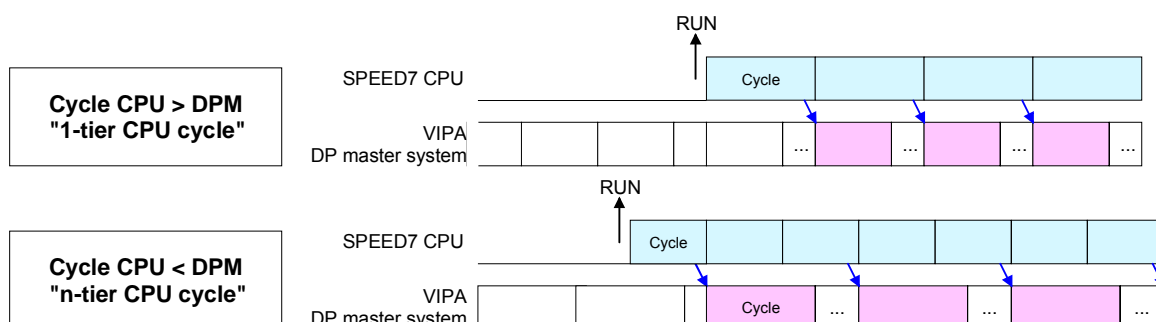 RUN
SPEED7 CPU
Cycle
Cycle CPU > DPM
"1-tier CPU cycle"
VIPA
DP master system
... ... ... ...
RUN
SPEED7 CPU
Cycle
Cycle CPU < DPM
"n-tier CPU cycle"
VIPA
DP master system
Cycle
... ... ...